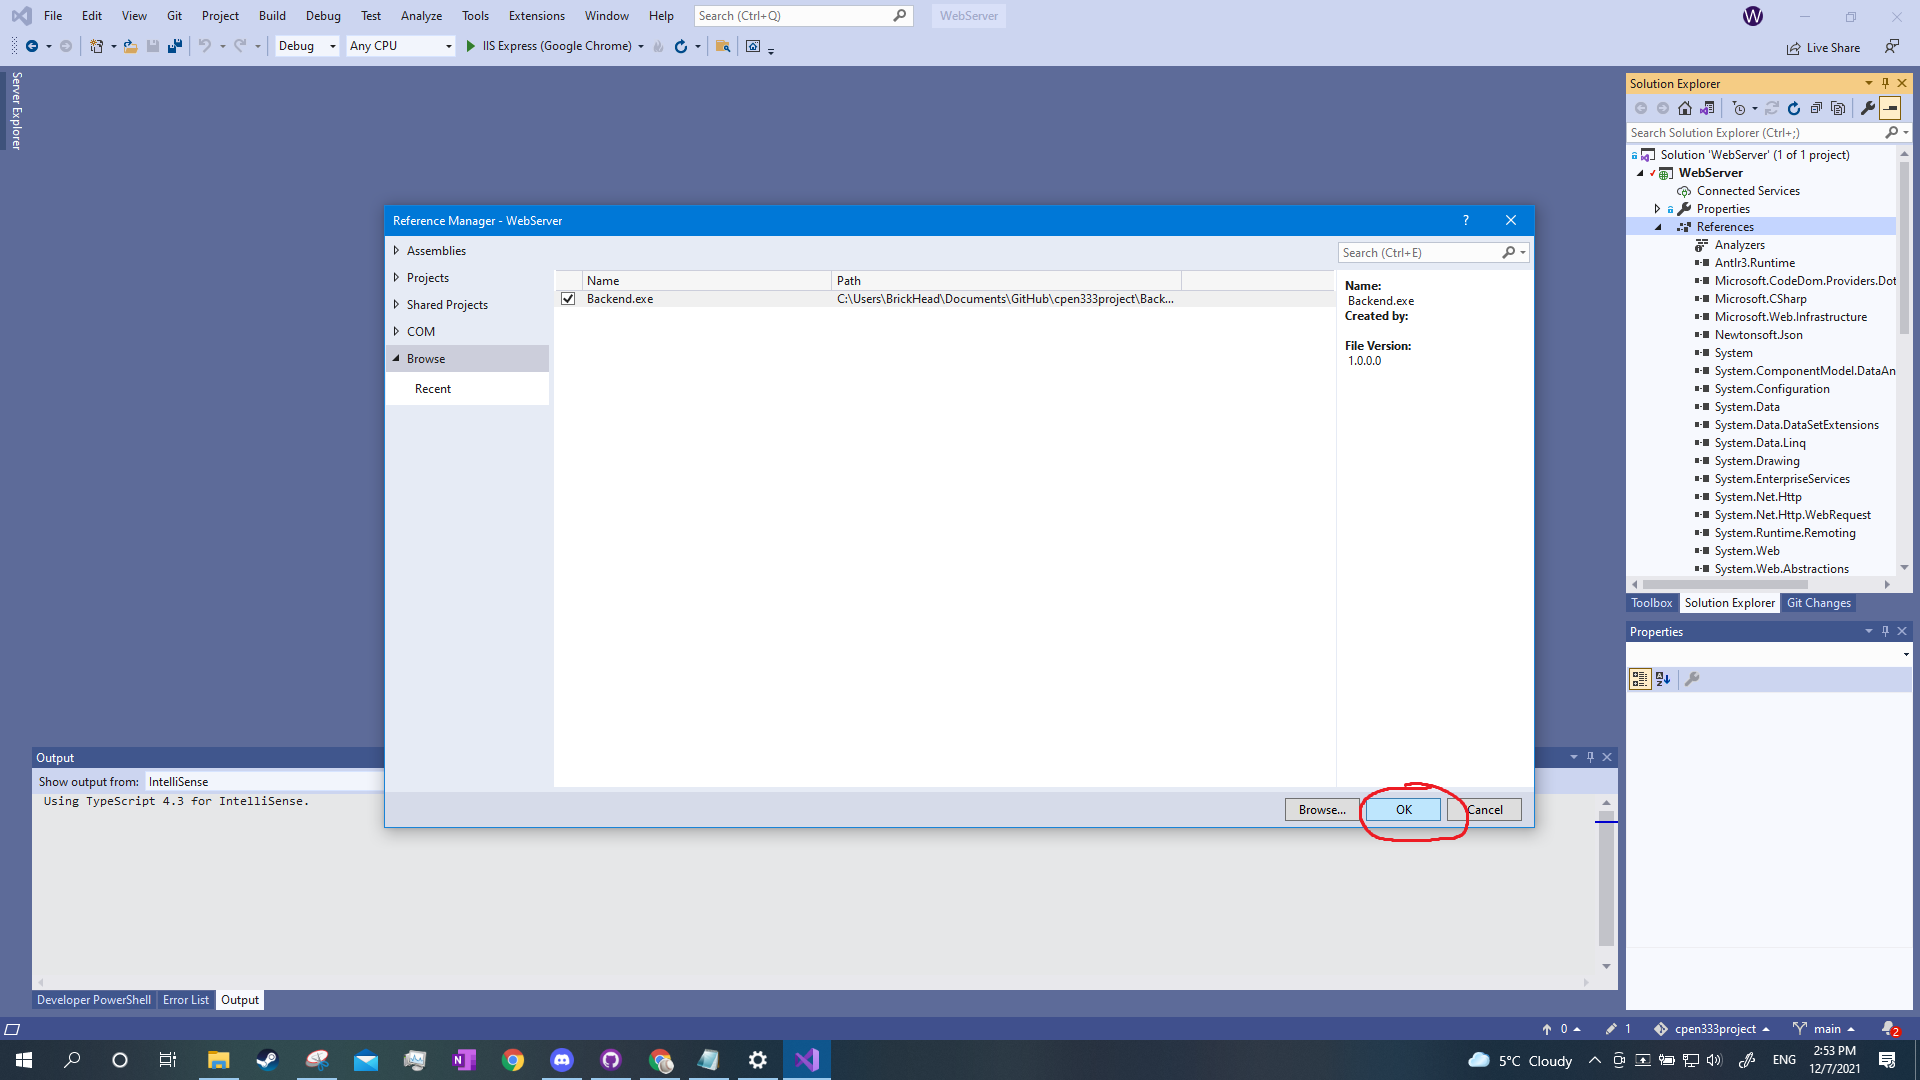 File Edit View Git Project Build Debug Test Analyze Tools Extensions Window Help Search (Ctrl+Q) WebServer W
Debug Any CPU IIS Express (Google Chrome) Live Share
Server Explorer
Solution Explorer
Search Solution Explorer (Ctrl+;)
Solution 'WebServer' (1 of 1 project)
WebServer
Connected Services
Properties
References
Analyzers
Antlr3.Runtime
Microsoft.CodeDom.Providers.Dot
Microsoft.CSharp
Microsoft.Web.Infrastructure
Newtonsoft.Json
System
System.ComponentModel.DataAn
System.Configuration
System.Data
System.Data.DataSetExtensions
System.Data.Linq
System.Drawing
System.EnterpriseServices
System.Net.Http
System.Net.Http.WebRequest
System.Runtime.Remoting
System.Web
System.Web.Abstractions
Toolbox Solution Explorer Git Changes
Properties
Reference Manager - WebServer ?
Assemblies
Projects
Shared Projects
COM
Browse
Recent
Search (Ctrl+E)
Name Path
Backend.exe C:\Users\BrickHead\Documents\GitHub\cpen333project\Back...
Name:
Backend.exe
Created by:
File Version:
1.0.0.0
Browse... OK Cancel
Output
Show output from: IntelliSense
Using TypeScript 4.3 for IntelliSense.
Developer PowerShell Error List Output
0 1 cpen333project main 2
5°C Cloudy ENG 2:53 PM
12/7/2021